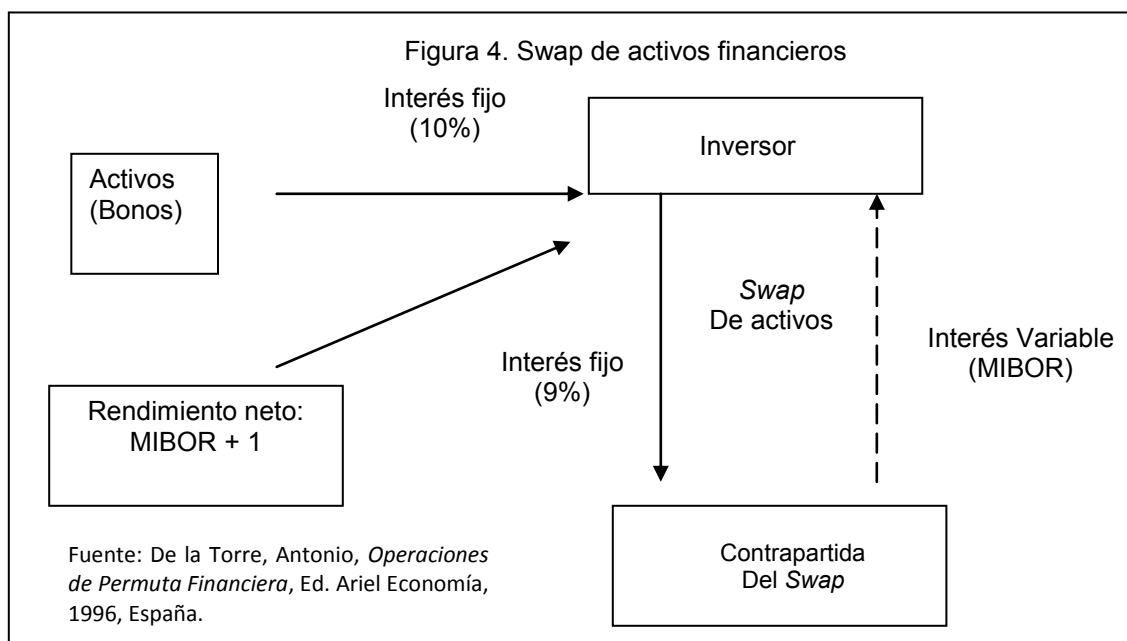 Figura 4. Swap de activos financieros
Interés fijo
(10%)
Inversor
Activos
(Bonos)
Swap
De activos
Interés Variable
(MIBOR)
Interés fijo
(9%)
Rendimiento neto:
MIBOR + 1
Contrapartida
Del Swap
Fuente: De la Torre, Antonio, Operaciones
de Permuta Financiera, Ed. Ariel Economía,
1996, España.